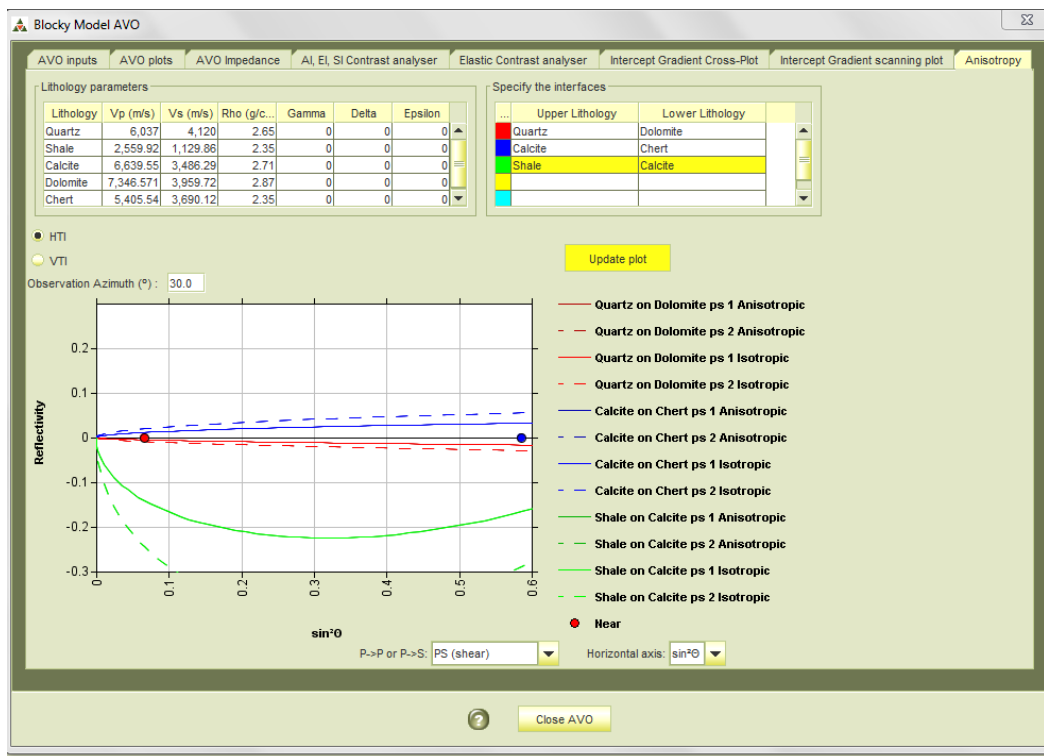 Blocky Model AVO
AVO inputs AVO plots AVO Impedance AI, EI, SI Contrast analyser Elastic Contrast analyser Intercept Gradient Cross-Plot Intercept Gradient scanning plot Anisotropy
Lithology parameters
Lithology Vp (m/s) Vs (m/s) Rho (g/c... Gamma Delta Epsilon
Quartz 6,037 4,120 2.65 0 0 0
Shale 2,559.92 1,129.86 2.35 0 0 0
Calcite 6,639.55 3,486.29 2.71 0 0 0
Dolomite 7,346.571 3,959.72 2.87 0 0 0
Chert 5,405.54 3,690.12 2.35 0 0 0
Specify the interfaces
... Upper Lithology Lower Lithology
Quartz Dolomite
Calcite Chert
Shale Calcite
HTI
VTI
Observation Azimuth (º) : 30.0
Update plot
0.2
0.1
0
-0.1
-0.2
-0.3
Reflectivity
0 0.1 0.2 0.3 0.4 0.5 0.6
sin²Θ
Quartz on Dolomite ps 1 Anisotropic
Quartz on Dolomite ps 2 Anisotropic
Quartz on Dolomite ps 1 Isotropic
Quartz on Dolomite ps 2 Isotropic
Calcite on Chert ps 1 Anisotropic
Calcite on Chert ps 2 Anisotropic
Calcite on Chert ps 1 Isotropic
Calcite on Chert ps 2 Isotropic
Shale on Calcite ps 1 Anisotropic
Shale on Calcite ps 2 Anisotropic
Shale on Calcite ps 1 Isotropic
Shale on Calcite ps 2 Isotropic
Near
P->P or P->S: PS (shear) Horizontal axis: sin²Θ
? Close AVO